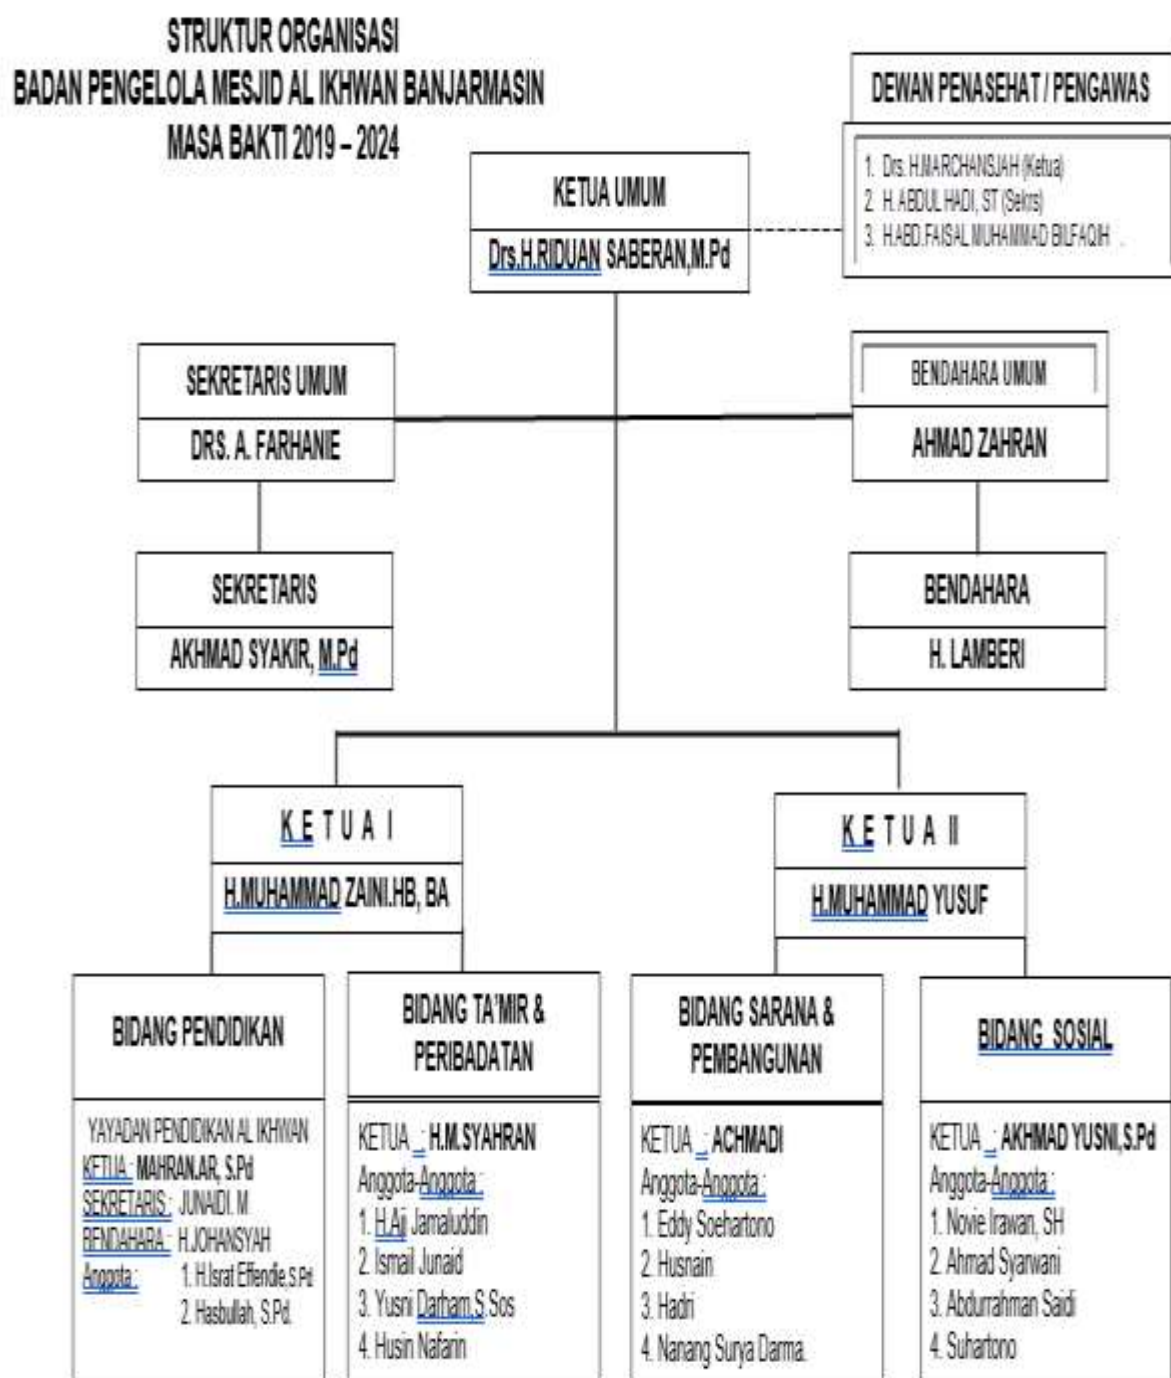 STRUKTUR ORGANISASI
BADAN PENGELOLA MESJID AL IKHWAN BANJARMASIN
MASA BAKTI 2019 – 2024
DEWAN PENASEHAT / PENGAWAS
1. Drs. H.MARCHANSJAH (Ketua)
2. H. ABDUL HADI, ST (Sekrs)
3. H.ABD.FAISAL MUHAMMAD BILFAQIH .
KETUA UMUM
Drs.H.RIDUAN SABERAN,M.Pd
SEKRETARIS UMUM
DRS. A. FARHANIE
BENDAHARA UMUM
AHMAD ZAHRAN
SEKRETARIS
AKHMAD SYAKIR, M.Pd
BENDAHARA
H. LAMBERI
K E T U A I
H.MUHAMMAD ZAINI.HB, BA
K E T U A II
H.MUHAMMAD YUSUF
BIDANG PENDIDIKAN
YAYADAN PENDIDIKAN AL IKHWAN
KETUA : MAHRAN.AR, S.Pd
SEKRETARIS : JUNAIDI. M
BENDAHARA : H.JOHANSYAH
Anggota : 1. H.Israt Effendie,S.Pd
2. Hasbullah, S.Pd.
BIDANG TA'MIR &
PERIBADATAN
KETUA : H.M.SYAHRAN
Anggota-Anggota :
1. H.Aji Jamaluddin
2. Ismail Junaid
3. Yusni Darham,S.Sos
4. Husin Nafarin
BIDANG SARANA &
PEMBANGUNAN
KETUA : ACHMADI
Anggota-Anggota :
1. Eddy Soehartono
2. Husnain
3. Hadri
4. Nanang Surya Darma.
BIDANG SOSIAL
KETUA : AKHMAD YUSNI,S.Pd
Anggota-Anggota :
1. Novie Irawan, SH
2. Ahmad Syarwani
3. Abdurrahman Saidi
4. Suhartono